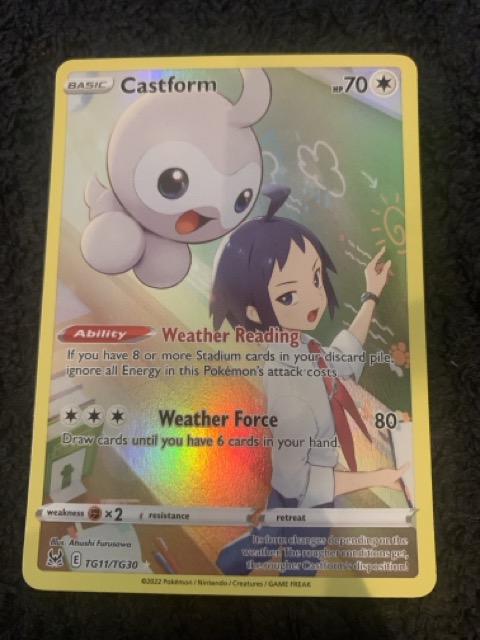 BASIC Castform HP 70
Ability Weather Reading
If you have 8 or more Stadium cards in your discard pile,
ignore all Energy in this Pokémon's attack costs.
Weather Force 80
Draw cards until you have 6 cards in your hand.
weakness ×2 resistance retreat
Illus. Atsushi Furusawa
Its form changes depending on the
weather. The rougher conditions get,
the rougher Castform's disposition!
E TG11/TG30
©2022 Pokémon / Nintendo / Creatures / GAME FREAK